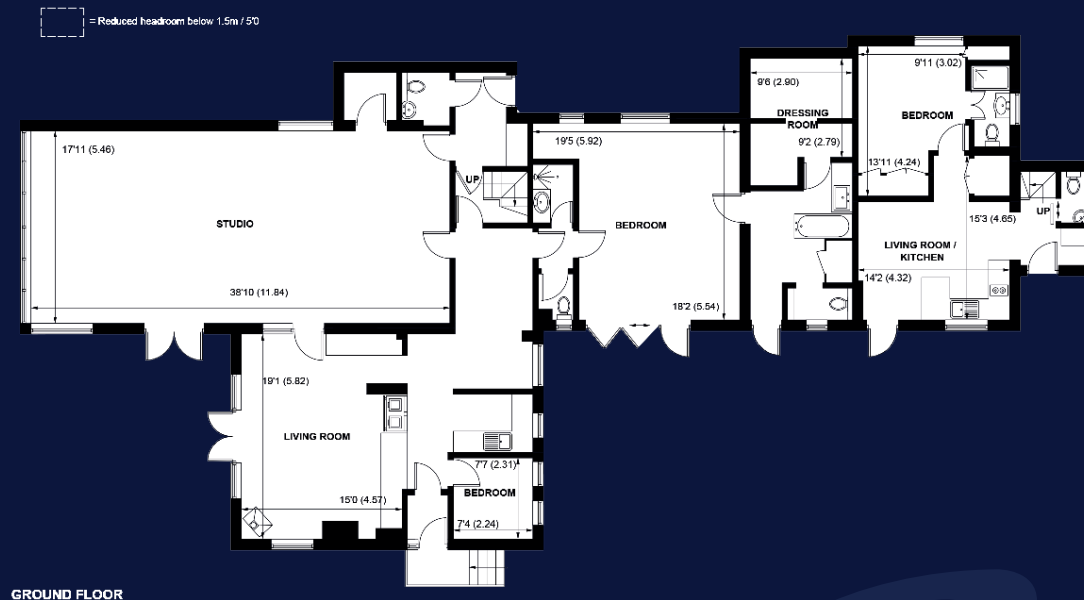 = Reduced headroom below 1.5m / 5'0
9'11 (3.02)
9'6 (2.90)
DRESSING
ROOM
BEDROOM
17'11 (5.46)
19'5 (5.92)
9'2 (2.79)
13'11 (4.24)
UP
STUDIO
BEDROOM
15'3 (4.65)
UP
LIVING ROOM /
KITCHEN
14'2 (4.32)
38'10 (11.84)
18'2 (5.54)
19'1 (5.82)
LIVING ROOM
7'7 (2.31)
BEDROOM
15'0 (4.57)
7'4 (2.24)
GROUND FLOOR